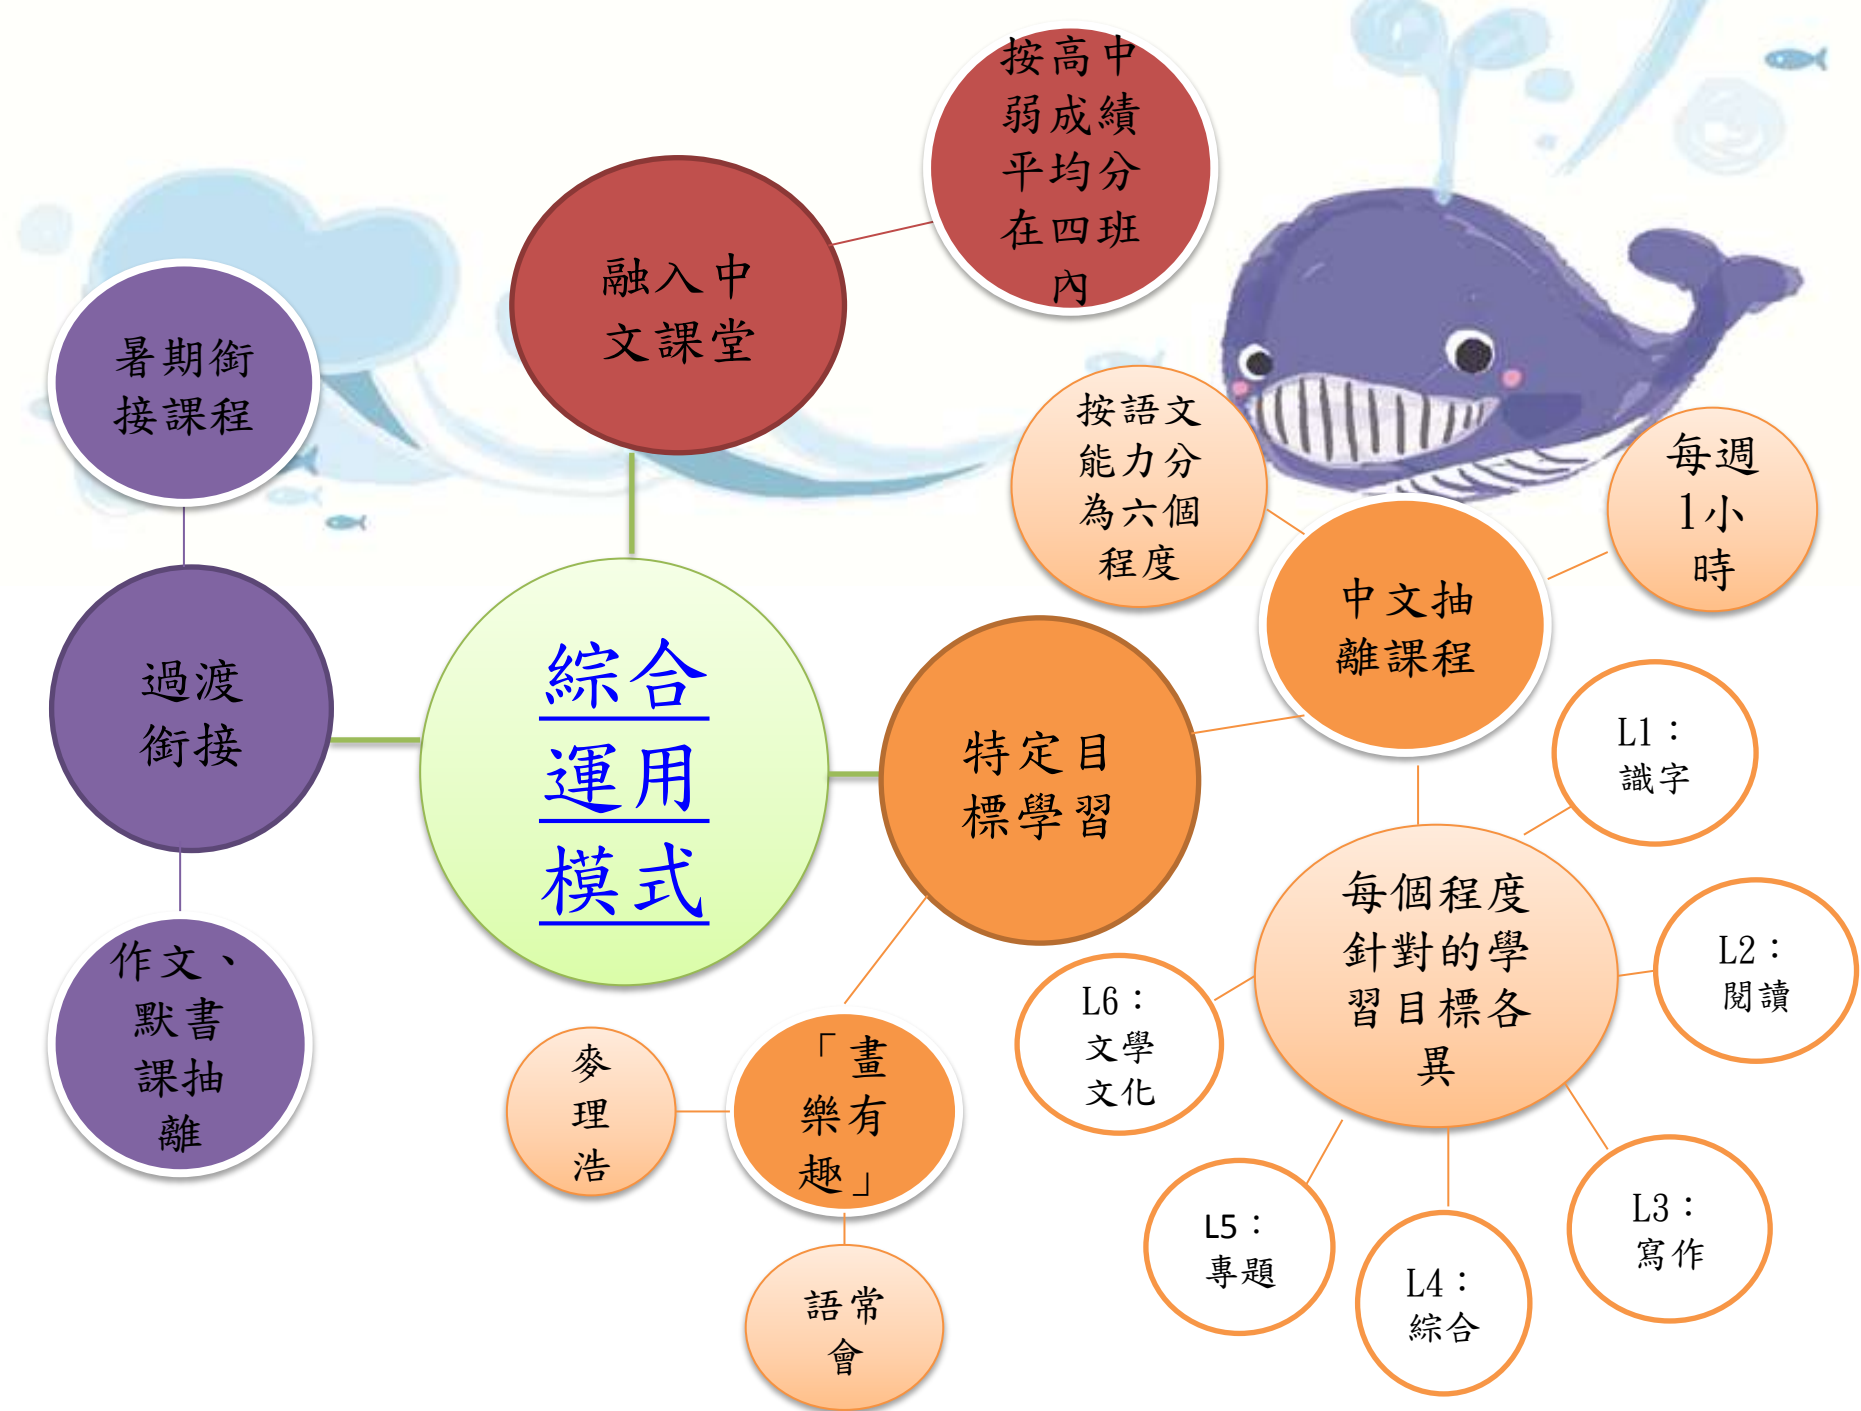 按高中
弱成績
平均分
在四班
內
融入中
文課堂
暑期銜
接課程
過渡
銜接
作文、
默書
課抽
離
綜合
運用
模式
特定目
標學習
按語文
能力分
為六個
程度
每週
1小
時
中文抽
離課程
每個程度
針對的學
習目標各
異
L1：
識字
L2：
閱讀
L3：
寫作
L4：
綜合
L5：
專題
L6：
文學
文化
「畫
樂有
趣」
麥
理
浩
語常
會